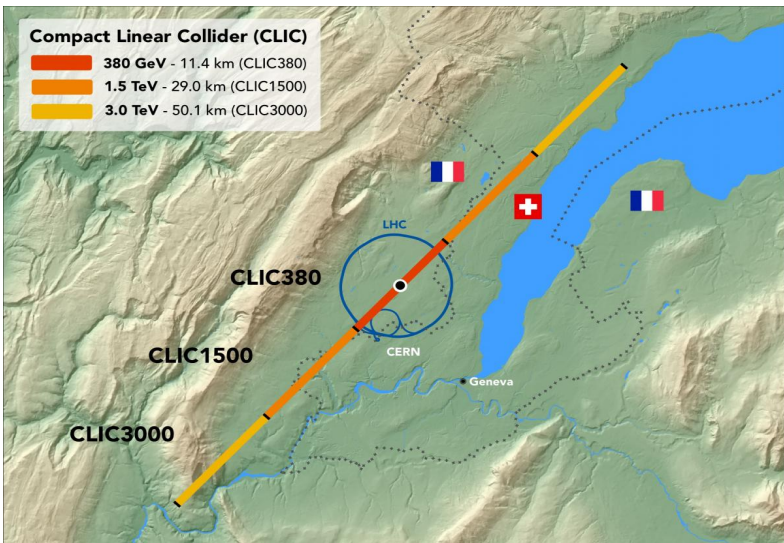 Compact Linear Collider (CLIC)
380 GeV - 11.4 km (CLIC380)
1.5 TeV - 29.0 km (CLIC1500)
3.0 TeV - 50.1 km (CLIC3000)
LHC
CLIC380
CERN
CLIC1500
Geneva
CLIC3000